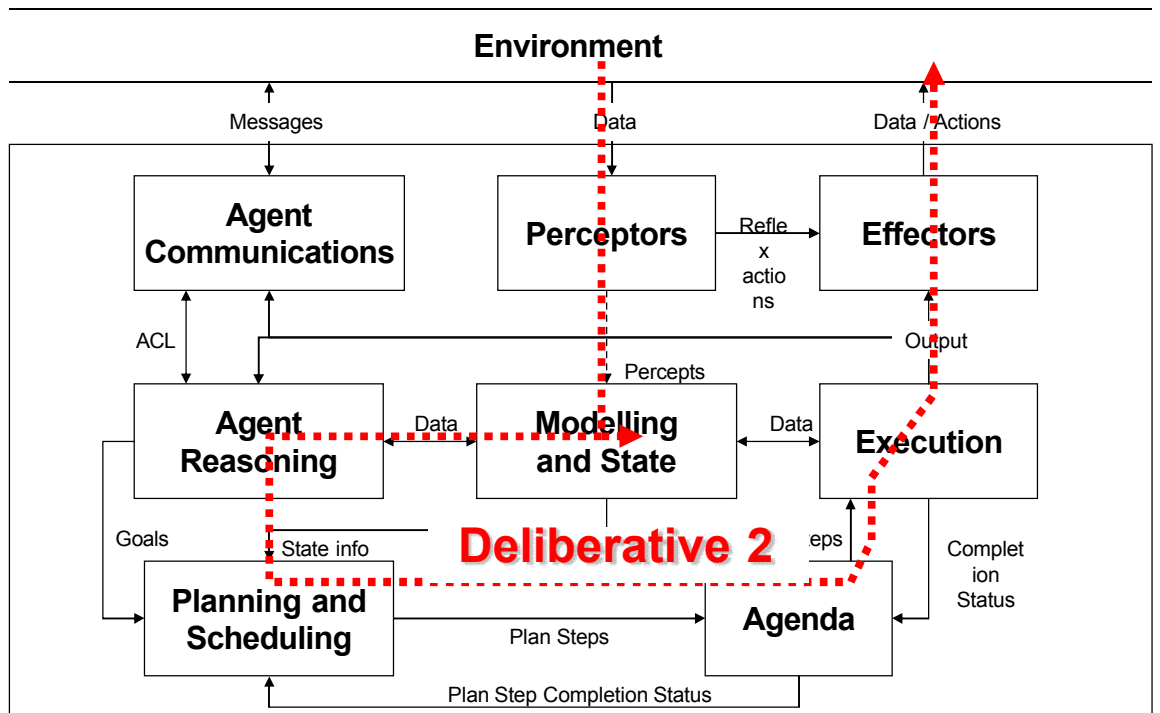 Environment
Messages
Data
Data / Actions
Agent
Communications
Perceptors
Refle
x
actio
ns
Effectors
ACL
Percepts
Output
Agent
Reasoning
Data
Modelling
and State
Data
Execution
Goals
State info
Deliberative 2
teps
Complet
ion
Status
Planning and
Scheduling
Plan Steps
Agenda
Plan Step Completion Status